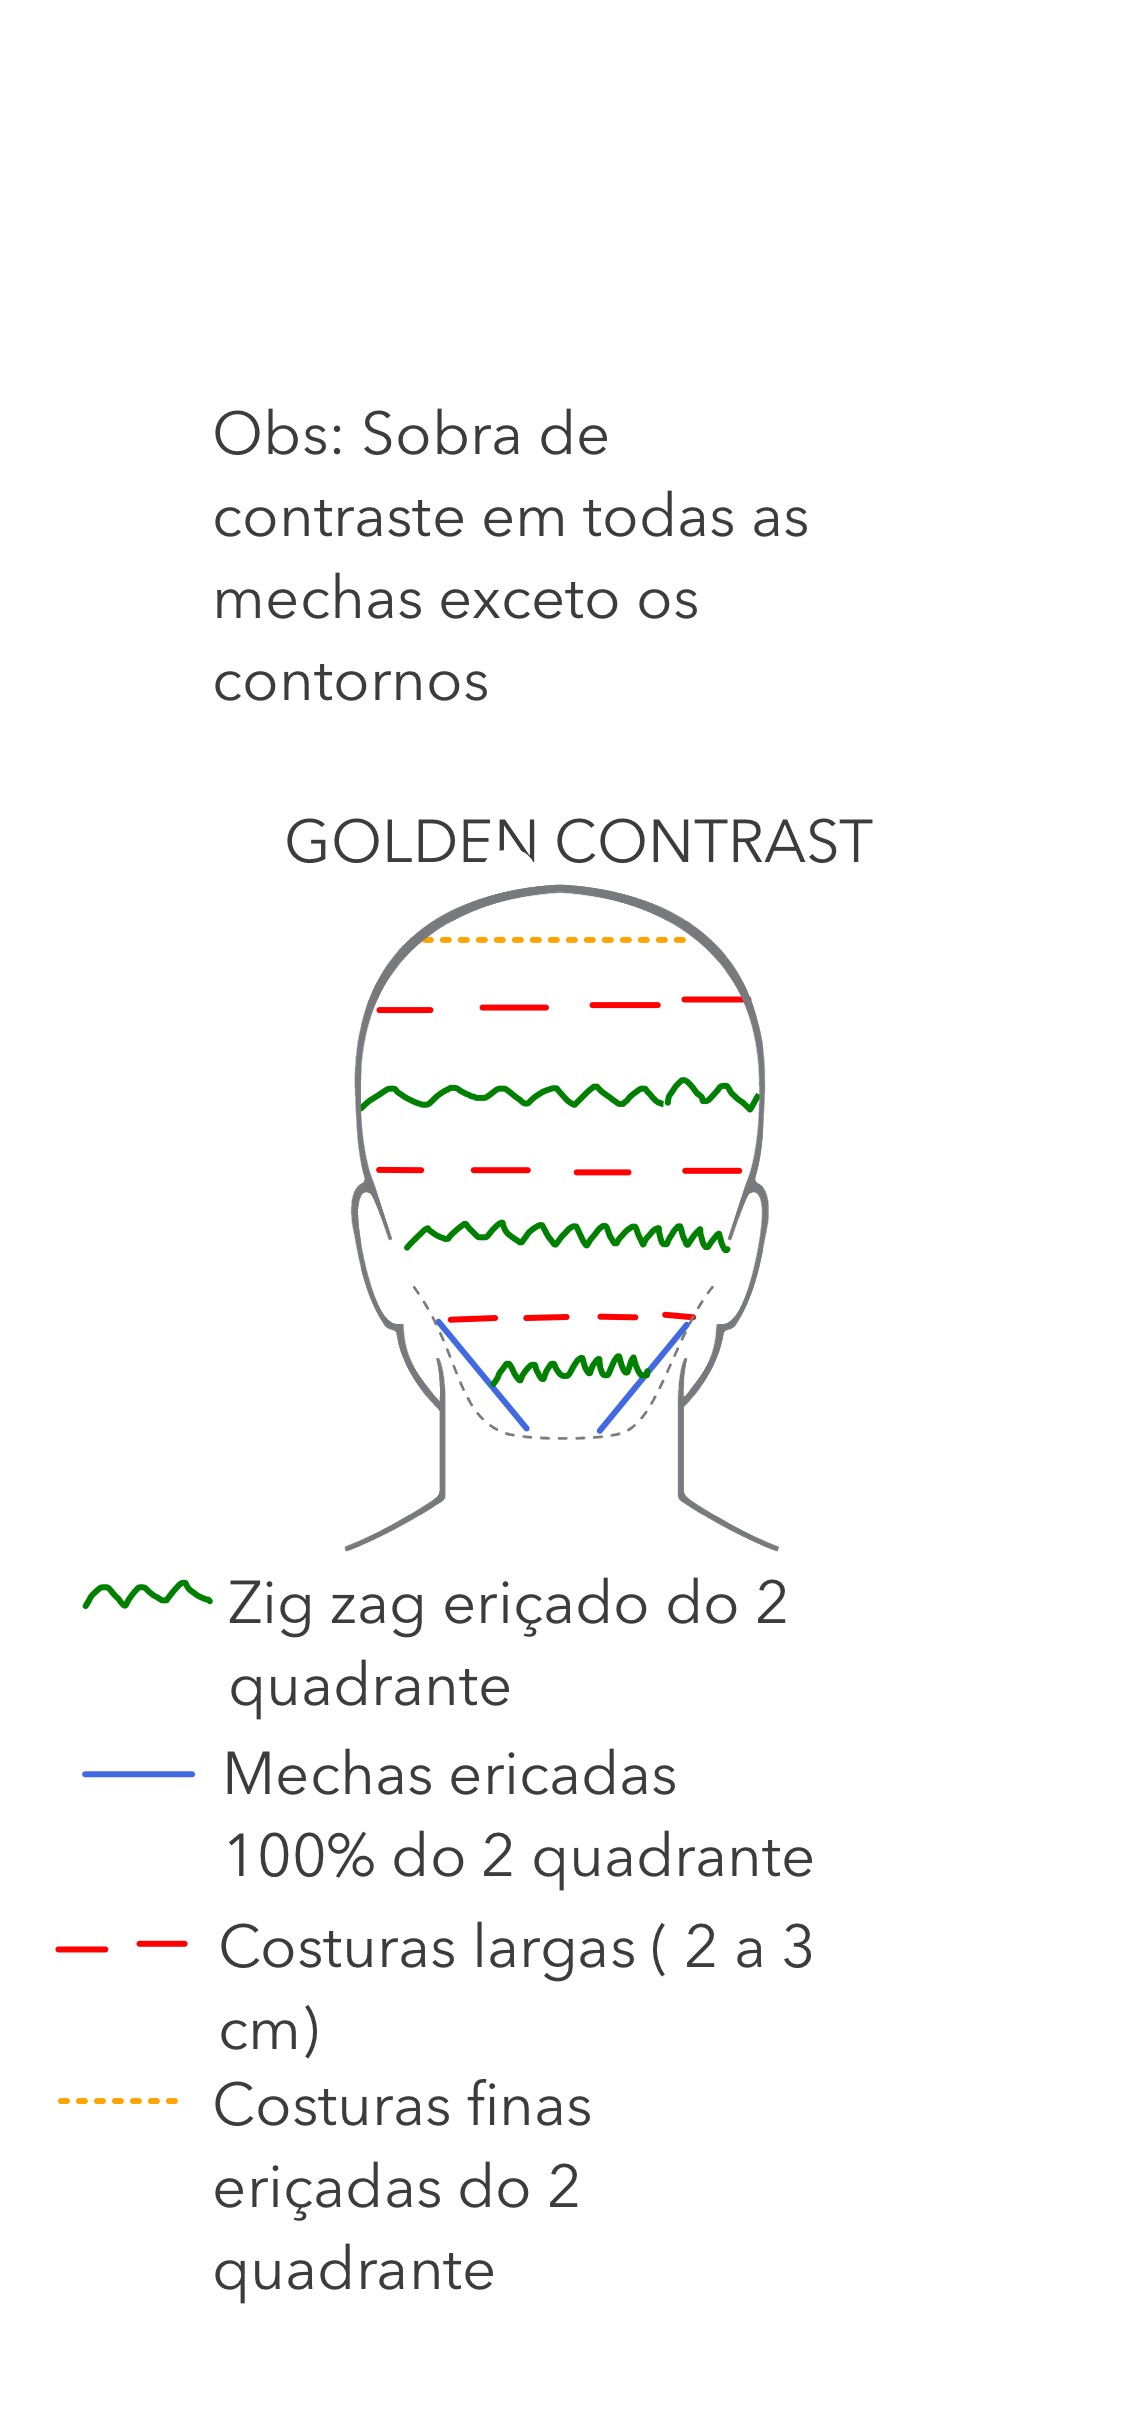 Obs: Sobra de
contraste em todas as
mechas exceto os
contornos
GOLDEN CONTRAST
Zig zag eriçado do 2
quadrante
Mechas ericadas
100% do 2 quadrante
Costuras largas ( 2 a 3
cm)
Costuras finas
eriçadas do 2
quadrante